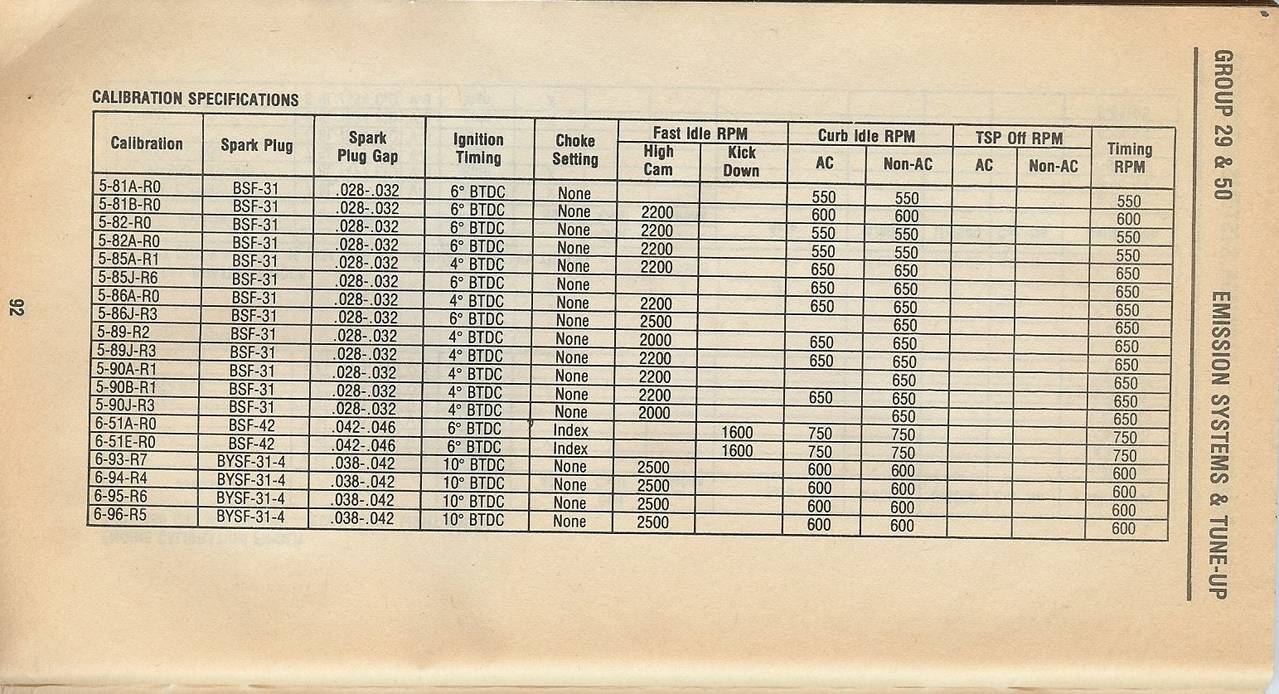 GROUP 29 & 50 EMISSION SYSTEMS & TUNE-UP
CALIBRATION SPECIFICATIONS
Calibration Spark Plug Spark Plug Gap Ignition Timing Choke Setting Fast Idle RPM Curb Idle RPM TSP Off RPM Timing RPM
High Cam Kick Down AC Non-AC AC Non-AC
5-81A-R0 BSF-31 .028-.032 6° BTDC None 550 550 550
5-81B-R0 BSF-31 .028-.032 6° BTDC None 2200 600 600 600
5-82-R0 BSF-31 .028-.032 6° BTDC None 2200 550 550 550
5-82A-R0 BSF-31 .028-.032 6° BTDC None 2200 550 550 550
5-85A-R1 BSF-31 .028-.032 4° BTDC None 2200 650 650 650
5-85J-R6 BSF-31 .028-.032 6° BTDC None 650 650
5-86A-R0 BSF-31 .028-.032 4° BTDC None 2200 650 650 650
5-86J-R3 BSF-31 .028-.032 6° BTDC None 2500 650 650
5-89-R2 BSF-31 .028-.032 4° BTDC None 2000 650 650 650
5-89J-R3 BSF-31 .028-.032 4° BTDC None 2200 650 650 650
5-90A-R1 BSF-31 .028-.032 4° BTDC None 2200 650 650
5-90B-R1 BSF-31 .028-.032 4° BTDC None 2200 650 650 650
5-90J-R3 BSF-31 .028-.032 4° BTDC None 2000 650 650
6-51A-R0 BSF-42 .042-.046 6° BTDC Index 1600 750 750 750
6-51E-R0 BSF-42 .042-.046 6° BTDC Index 1600 750 750 750
6-93-R7 BYSF-31-4 .038-.042 10° BTDC None 2500 600 600 600
6-94-R4 BYSF-31-4 .038-.042 10° BTDC None 2500 600 600 600
6-95-R6 BYSF-31-4 .038-.042 10° BTDC None 2500 600 600 600
6-96-R5 BYSF-31-4 .038-.042 10° BTDC None 2500 600 600 600
92